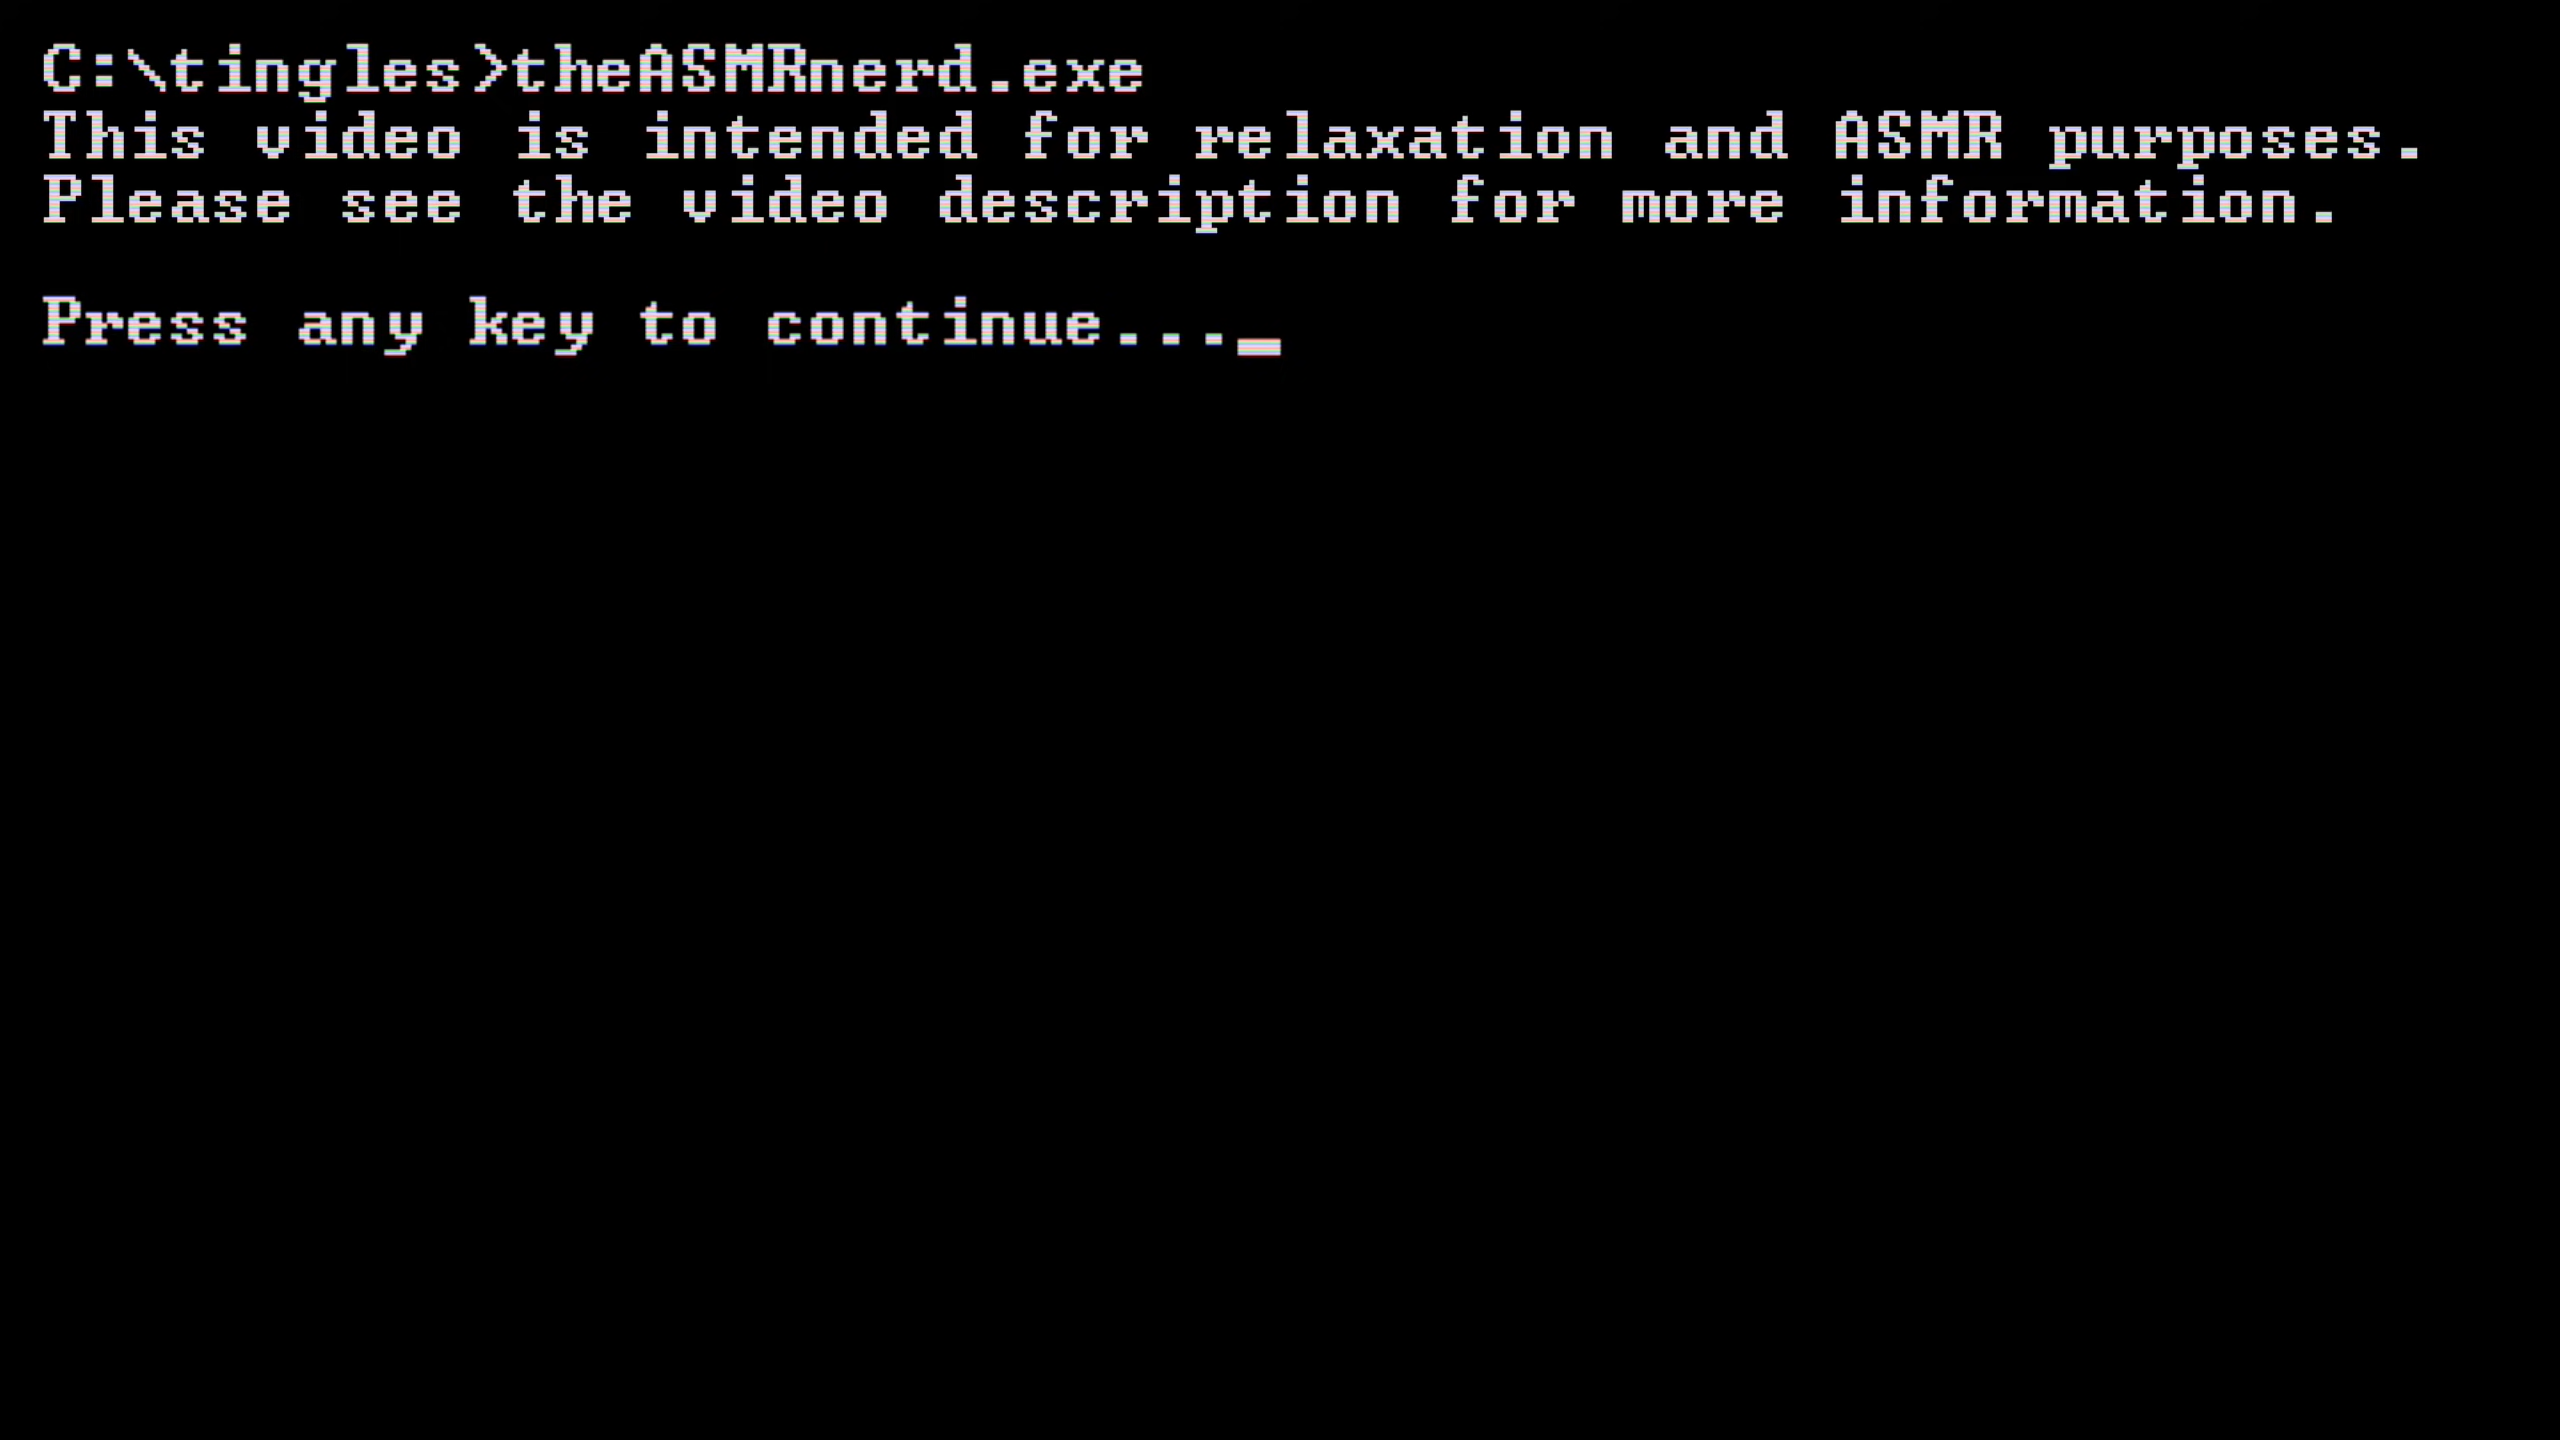 C:\tingles>theASMRnerd.exe
This video is intended for relaxation and ASMR purposes.
Please see the video description for more information.
Press any key to continue..._